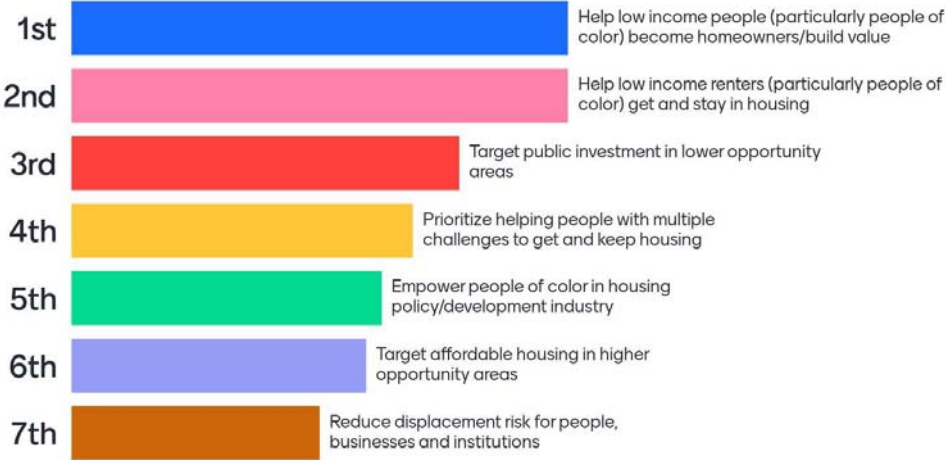 1st
Help low income people (particularly people of
color) become homeowners/build value
2nd
Help low income renters (particularly people of
color) get and stay in housing
3rd
Target public investment in lower opportunity
areas
4th
Prioritize helping people with multiple
challenges to get and keep housing
5th
Empower people of color in housing
policy/development industry
6th
Target affordable housing in higher
opportunity areas
7th
Reduce displacement risk for people,
businesses and institutions